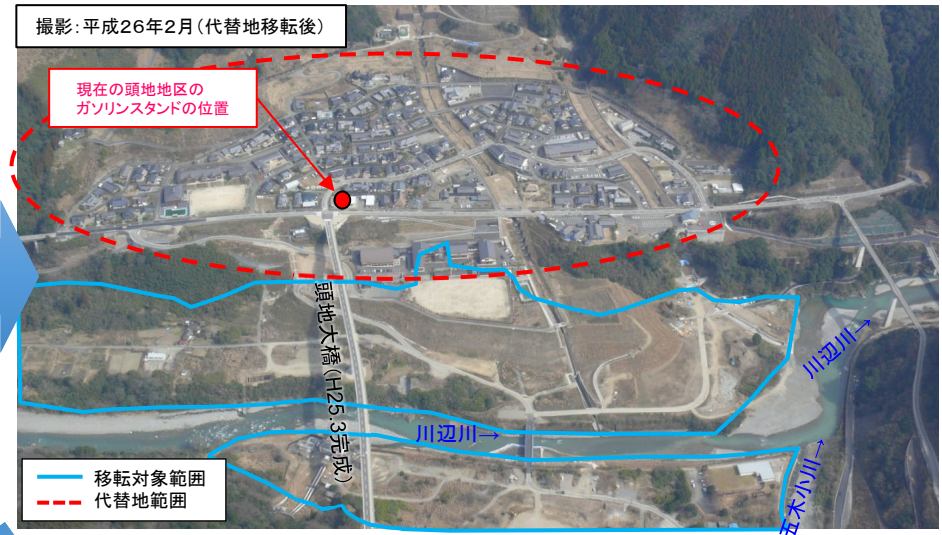 撮影:平成26年2月(代替地移転後)
現在の頭地地区の
ガソリンスタンドの位置
頭地大橋(H25.3完成)
川辺川→
川辺川→
五木小川→
移転対象範囲
代替地範囲